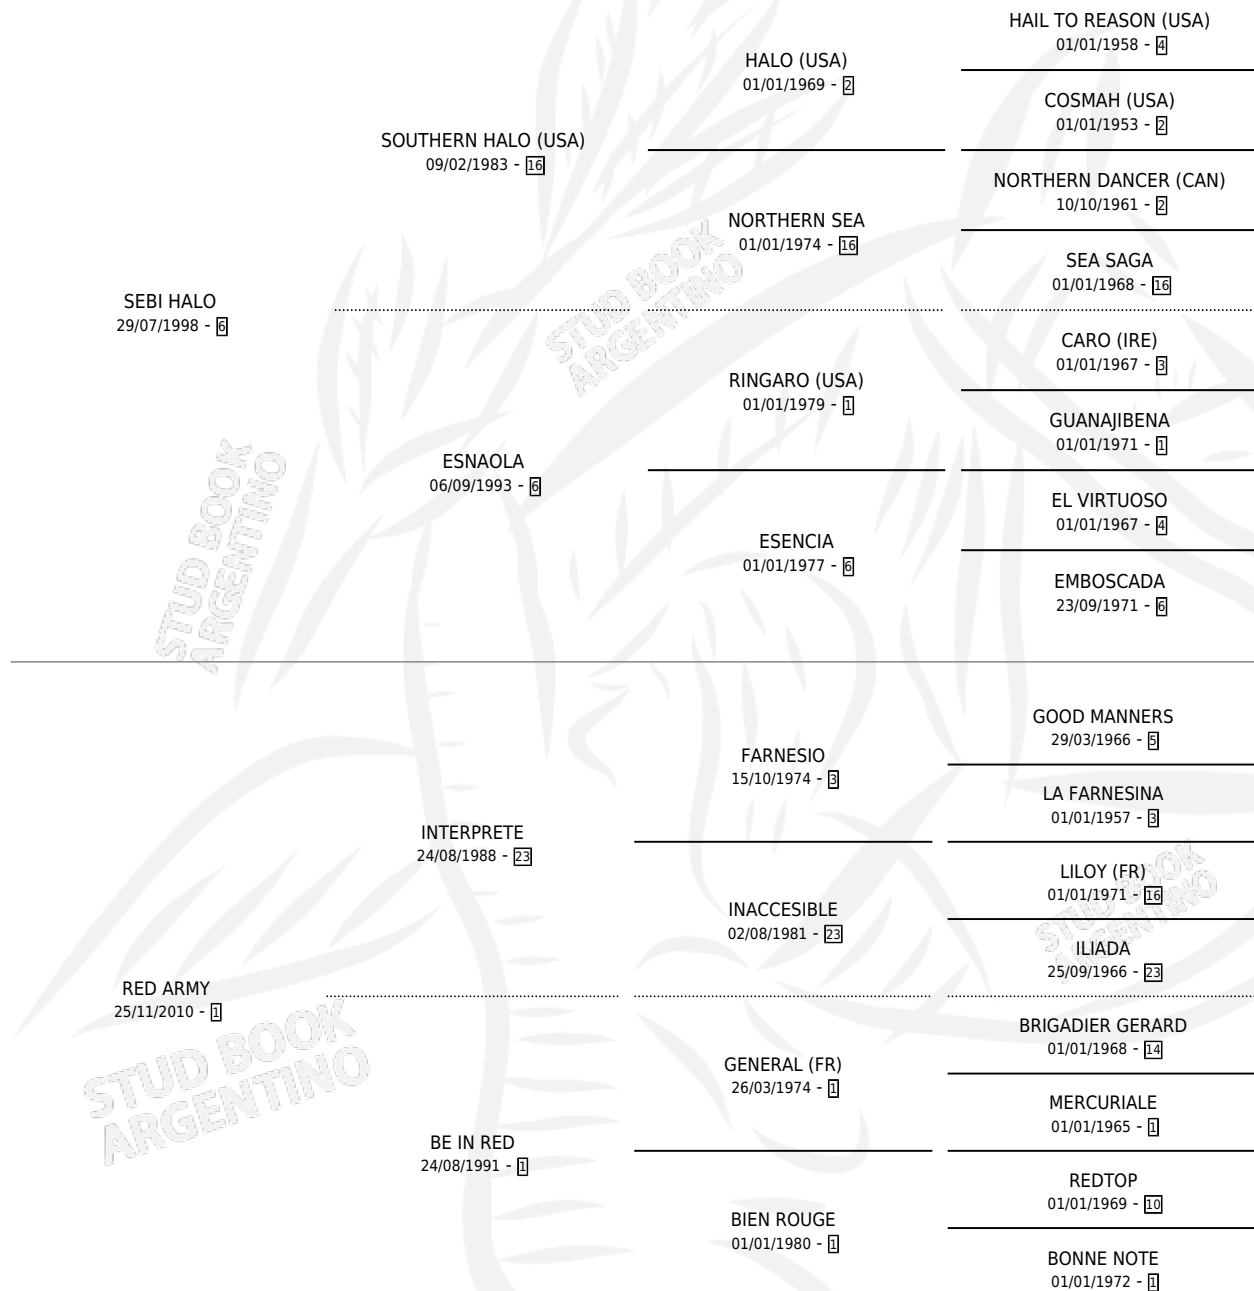 HAIL TO REASON (USA)
01/01/1958 - 4
HALO (USA)
01/01/1969 - 2
COSMAH (USA)
01/01/1953 - 2
SOUTHERN HALO (USA)
09/02/1983 - 16
NORTHERN DANCER (CAN)
10/10/1961 - 2
NORTHERN SEA
01/01/1974 - 16
SEA SAGA
01/01/1968 - 16
SEBI HALO
29/07/1998 - 6
CARO (IRE)
01/01/1967 - 3
RINGARO (USA)
01/01/1979 - 1
GUANAJIBENA
01/01/1971 - 1
ESNAOLA
06/09/1993 - 6
EL VIRTUOSO
01/01/1967 - 4
ESENCIA
01/01/1977 - 6
EMBOSCADA
23/09/1971 - 6
STUD BOOK
ARGENTINO
STUD BOOK
ARGENTINO
GOOD MANNERS
29/03/1966 - 5
FARNESIO
15/10/1974 - 3
LA FARNESINA
01/01/1957 - 3
INTERPRETE
24/08/1988 - 23
LILOY (FR)
01/01/1971 - 16
INACCESIBLE
02/08/1981 - 23
ILIADA
25/09/1966 - 23
STUD BOOK
ARGENTINO
RED ARMY
25/11/2010 - 1
BRIGADIER GERARD
01/01/1968 - 14
GENERAL (FR)
26/03/1974 - 1
MERCURIALE
01/01/1965 - 1
STUD BOOK
ARGENTINO
BE IN RED
24/08/1991 - 1
REDTOP
01/01/1969 - 10
BIEN ROUGE
01/01/1980 - 1
BONNE NOTE
01/01/1972 - 1